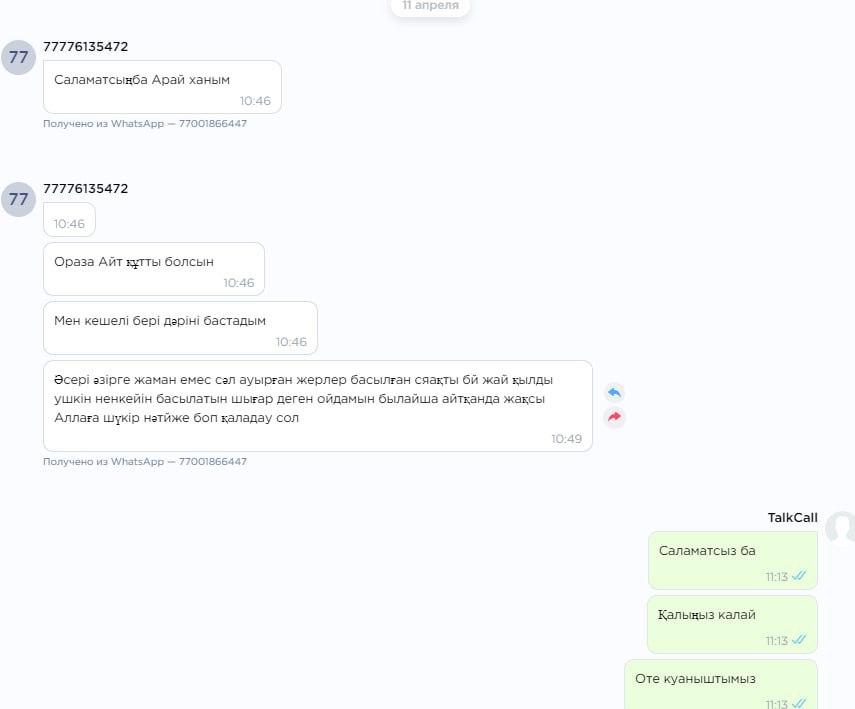 11 апреля
77
77776135472
Саламатсыңба Арай ханым
10:46
Получено из WhatsApp — 77001866447
77
77776135472
10:46
Ораза Айт құтты болсын
10:46
Мен кешелі бері дәріні бастадым
10:46
Әсері әзірге жаман емес сәл ауырған жерлер басылған сяақты бй жай қылды
ушкін ненкейін басылатын шығар деген ойдамын былайша айтқанда жақсы
Аллаға шүкір нәтйже боп қаладау сол
10:49
Получено из WhatsApp — 77001866447
TalkCall
Саламатсыз ба
11:13
Қалыңыз калай
11:13
Оте куаныштымыз
11:13